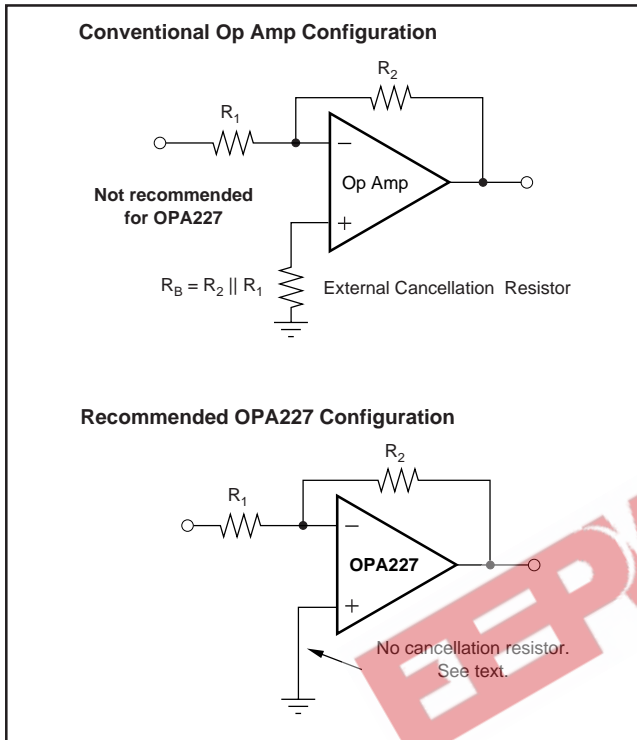 Conventional Op Amp Configuration
R2
R1
−
Op Amp
Not recommended
for OPA227
+
RB = R2 || R1
External Cancellation Resistor
Recommended OPA227 Configuration
R2
R1
−
OPA227
+
No cancellation resistor.
See text.